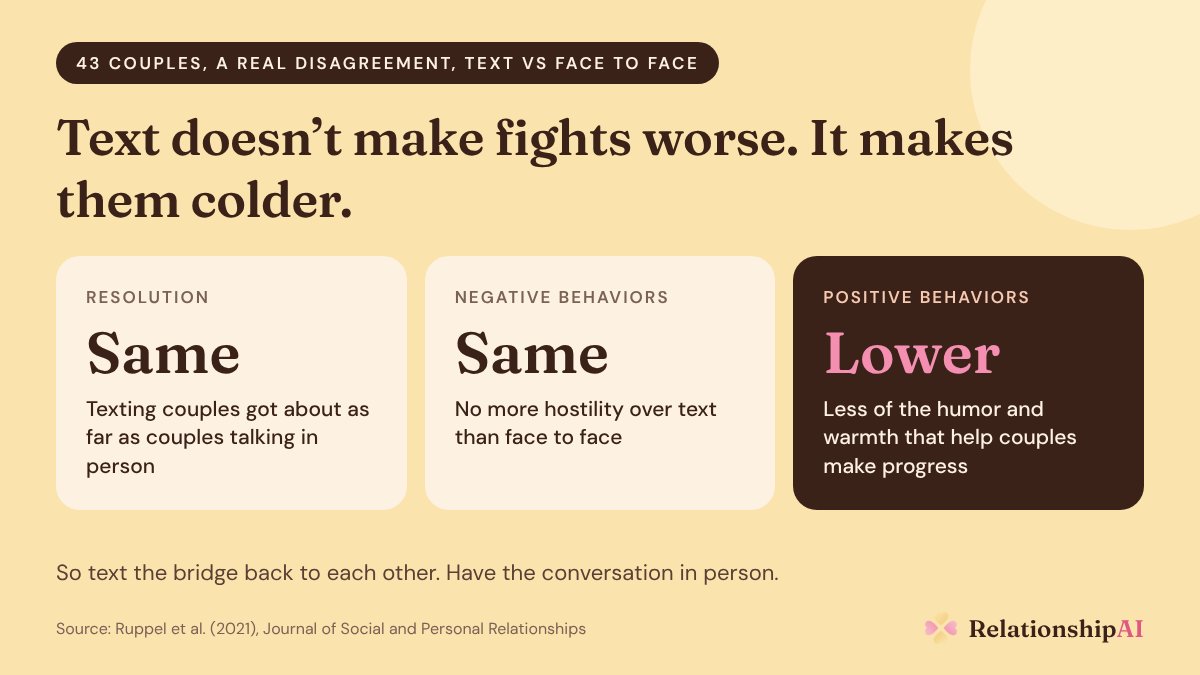 43 COUPLES, A REAL DISAGREEMENT, TEXT VS FACE TO FACE
Text doesn’t make fights worse. It makes
them colder.
RESOLUTION
Same
Texting couples got about as
far as couples talking in
person
NEGATIVE BEHAVIORS
Same
No more hostility over text
than face to face
POSITIVE BEHAVIORS
Lower
Less of the humor and
warmth that help couples
make progress
So text the bridge back to each other. Have the conversation in person.
Source: Ruppel et al. (2021), Journal of Social and Personal Relationships
RelationshipAI